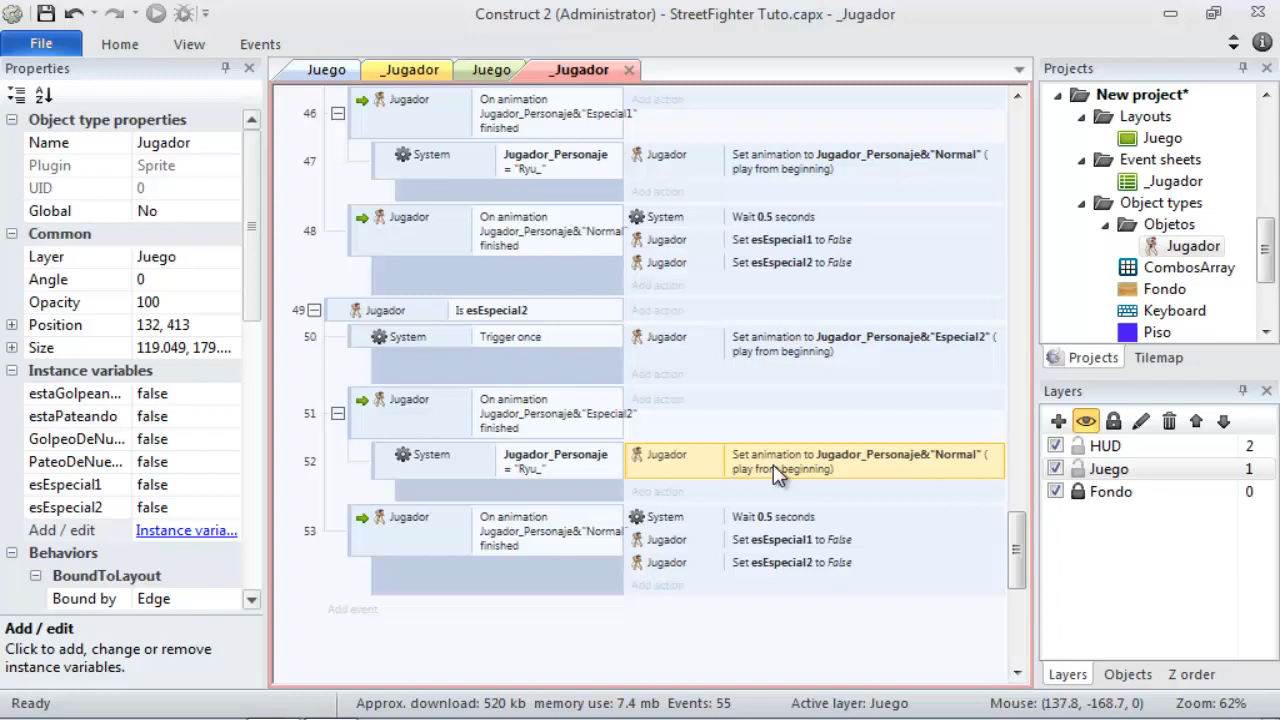 Construct 2 (Administrator) - StreetFighter Tuto.capx - _Jugador
File Home View Events
Properties
Object type properties
Name Jugador
Plugin Sprite
UID 0
Global No
Common
Layer Juego
Angle 0
Opacity 100
Position 132, 413
Size 119.049, 179....
Instance variables
estaGolpean... false
estaPateando false
GolpeoDeNu... false
PateoDeNue... false
esEspecial1 false
esEspecial2 false
Add / edit Instance varia...
Behaviors
BoundToLayout
Bound by Edge
Add / edit
Click to add, change or remove
instance variables.
Juego _Jugador Juego _Jugador
Add action
46 Jugador On animation
Jugador_Personaje&"Especial1"
finished
47 System Jugador_Personaje
= "Ryu_"
Jugador Set animation to Jugador_Personaje&"Normal" (
play from beginning)
Add action
48 Jugador On animation
Jugador_Personaje&"Normal
finished
System Wait 0.5 seconds
Jugador Set esEspecial1 to False
Jugador Set esEspecial2 to False
Add action
49 Jugador Is esEspecial2
50 System Trigger once
Jugador Set animation to Jugador_Personaje&"Especial2" (
play from beginning)
Add action
51 Jugador On animation
Jugador_Personaje&"Especial2"
finished
Add action
52 System Jugador_Personaje
= "Ryu_"
Jugador Set animation to Jugador_Personaje&"Normal" (
play from beginning)
Add action
53 Jugador On animation
Jugador_Personaje&"Normal
finished
System Wait 0.5 seconds
Jugador Set esEspecial1 to False
Jugador Set esEspecial2 to False
Add action
Add event
Projects
New project*
Layouts
Juego
Event sheets
_Jugador
Object types
Objetos
Jugador
CombosArray
Fondo
Keyboard
Piso
Projects Tilemap
Layers
HUD 2
Juego 1
Fondo 0
Layers Objects Z order
Ready Approx. download: 520 kb memory use: 7.4 mb Events: 55 Active layer: Juego Mouse: (137.8, -168.7, 0) Zoom: 62%